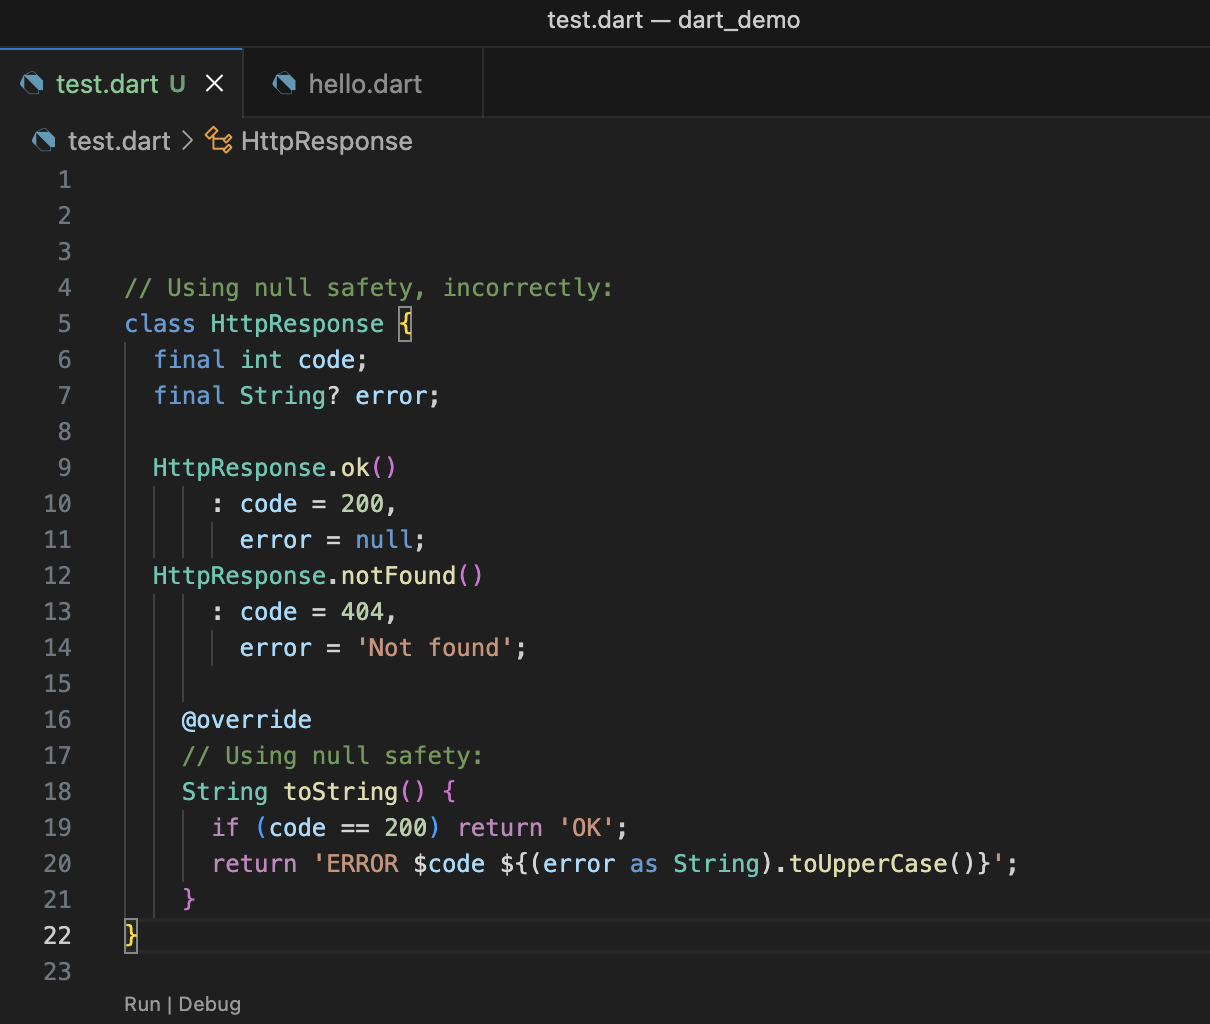 test.dart — dart_demo
test.dart U hello.dart
test.dart > HttpResponse
1
2
3
4 // Using null safety, incorrectly:
5 class HttpResponse {
6   final int code;
7   final String? error;
8
9   HttpResponse.ok()
10       : code = 200,
11         error = null;
12   HttpResponse.notFound()
13       : code = 404,
14         error = 'Not found';
15
16     @override
17     // Using null safety:
18     String toString() {
19       if (code == 200) return 'OK';
20       return 'ERROR $code ${(error as String).toUpperCase()}';
21     }
22 }
23
Run | Debug